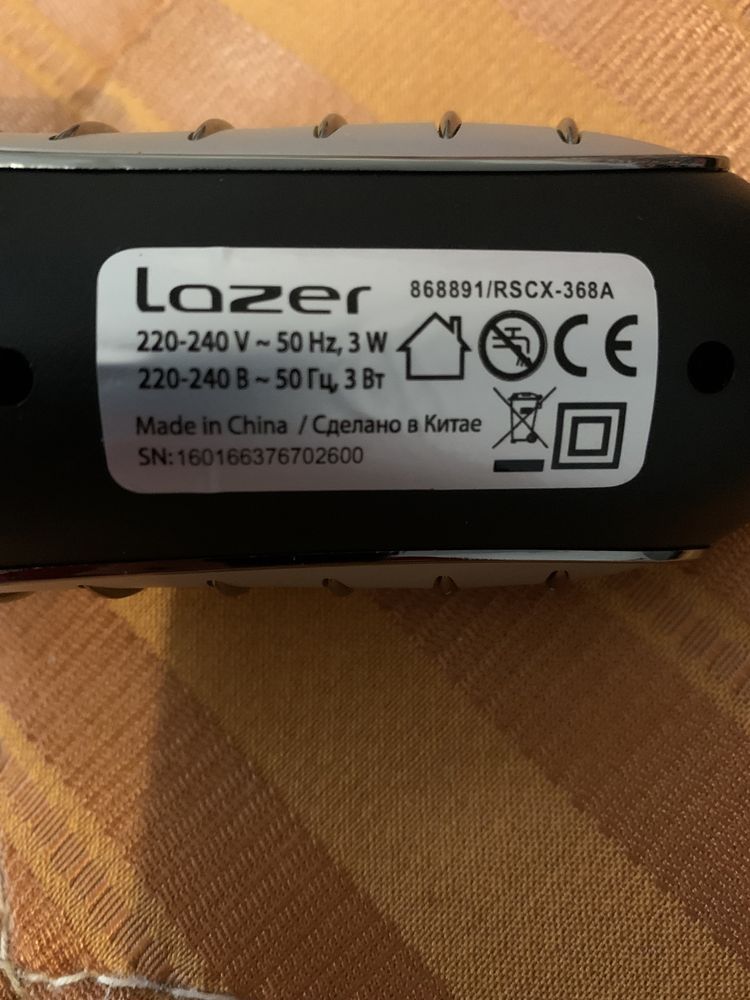 Lazer
868891/RSCX-368A
220-240 V ~ 50 Hz, 3 W
220-240 В ~ 50 Гц, 3 Вт
CE
Made in China / Сделано в Китае
SN:160166376702600